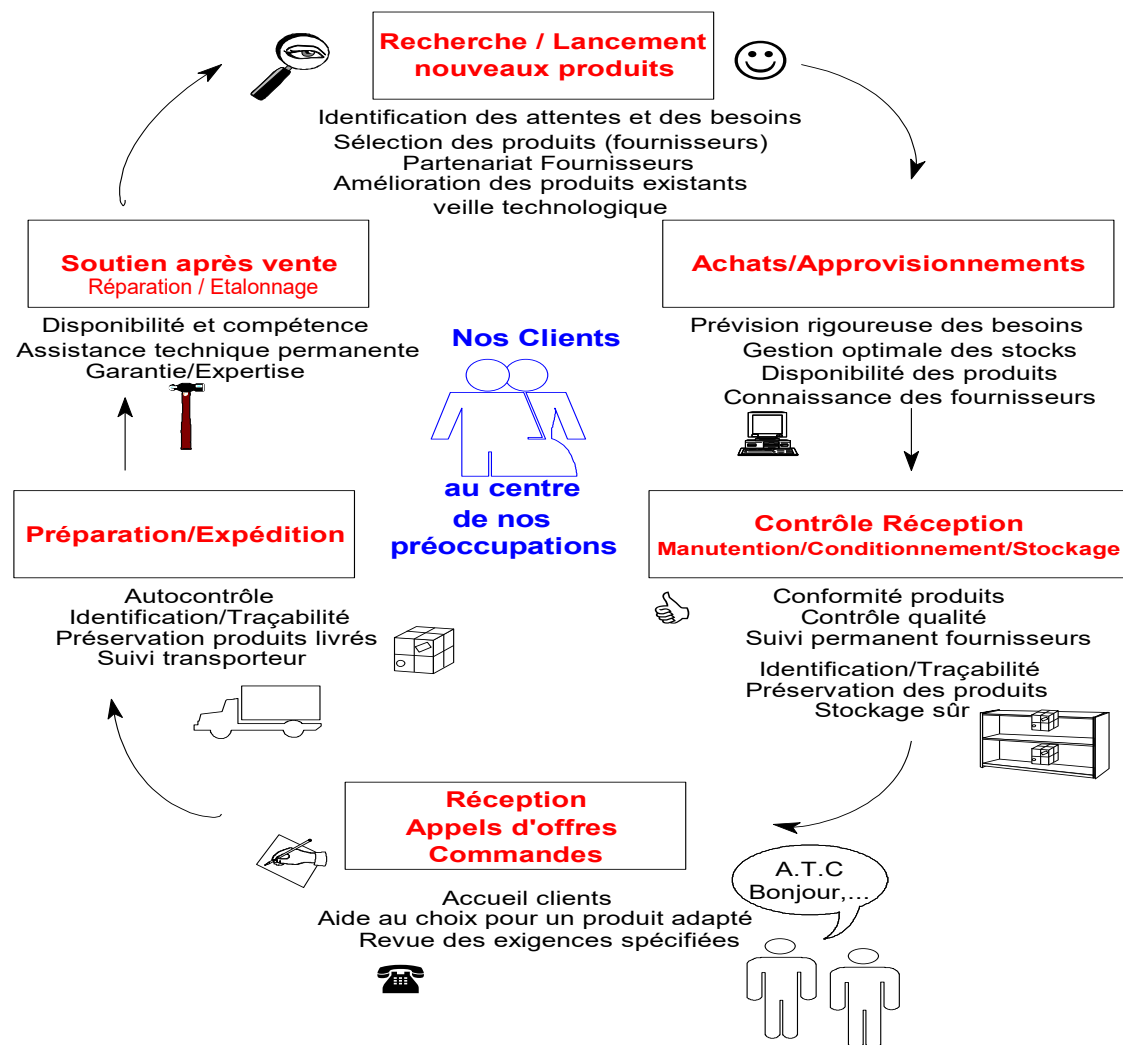 Recherche / Lancement
nouveaux produits
Identification des attentes et des besoins
Sélection des produits (fournisseurs)
Partenariat Fournisseurs
Amélioration des produits existants
veille technologique
Achats/Approvisionnements
Prévision rigoureuse des besoins
Gestion optimale des stocks
Disponibilité des produits
Connaissance des fournisseurs
Contrôle Réception
Manutention/Conditionnement/Stockage
Conformité produits
Contrôle qualité
Suivi permanent fournisseurs
Identification/Traçabilité
Préservation des produits
Stockage sûr
Réception
Appels d'offres
Commandes
Accueil clients
Aide au choix pour un produit adapté
Revue des exigences spécifiées
A.T.C
Bonjour,...
Préparation/Expédition
Autocontrôle
Identification/Traçabilité
Préservation produits livrés
Suivi transporteur
Soutien après vente
Réparation / Etalonnage
Disponibilité et compétence
Assistance technique permanente
Garantie/Expertise
Nos Clients
au centre
de nos
préoccupations